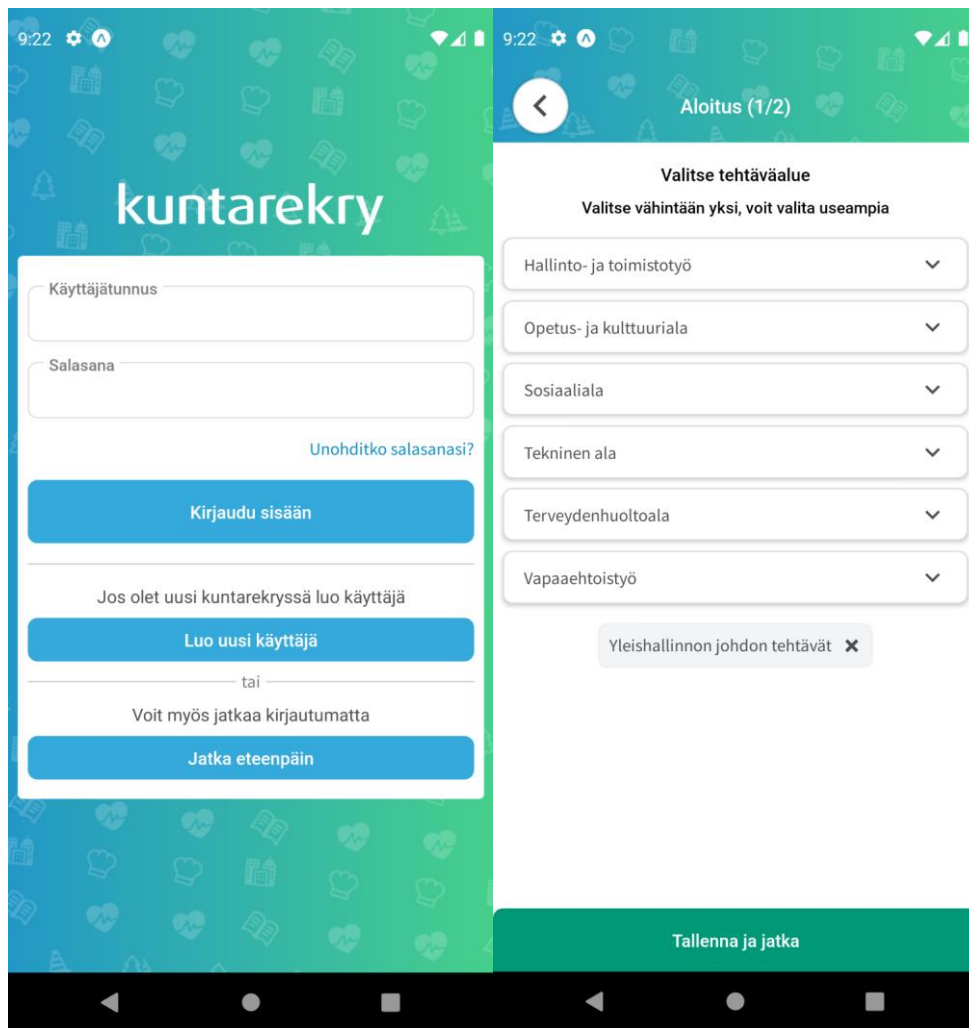 9:22
kuntarekry
Käyttäjätunnus
Salasana
Unohditko salasanasi?
Kirjaudu sisään
Jos olet uusi kuntarekryssä luo käyttäjä
Luo uusi käyttäjä
tai
Voit myös jatkaa kirjautumatta
Jatka eteenpäin
9:22
Aloitus (1/2)
Valitse tehtäväalue
Valitse vähintään yksi, voit valita useampia
Hallinto- ja toimistotyö
Opetus- ja kulttuuriala
Sosiaaliala
Tekninen ala
Terveydenhuoltoala
Vapaaehtoistyö
Yleishallinnon johdon tehtävät
Tallenna ja jatka